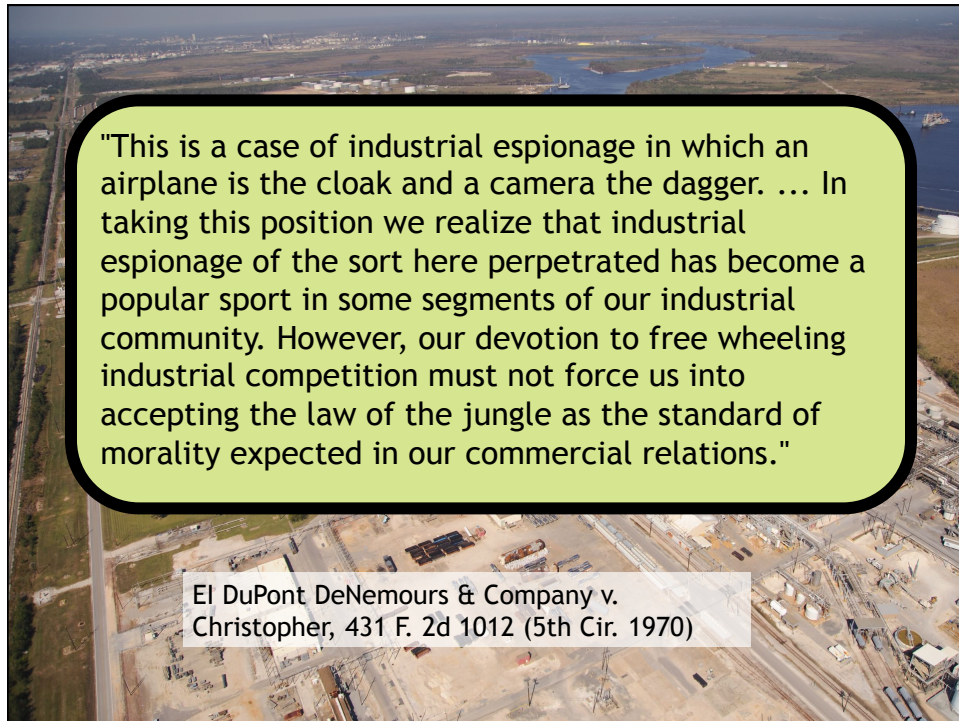 "This is a case of industrial espionage in which an
airplane is the cloak and a camera the dagger. ... In
taking this position we realize that industrial
espionage of the sort here perpetrated has become a
popular sport in some segments of our industrial
community. However, our devotion to free wheeling
industrial competition must not force us into
accepting the law of the jungle as the standard of
morality expected in our commercial relations."
EI DuPont DeNemours & Company v.
Christopher, 431 F. 2d 1012 (5th Cir. 1970)